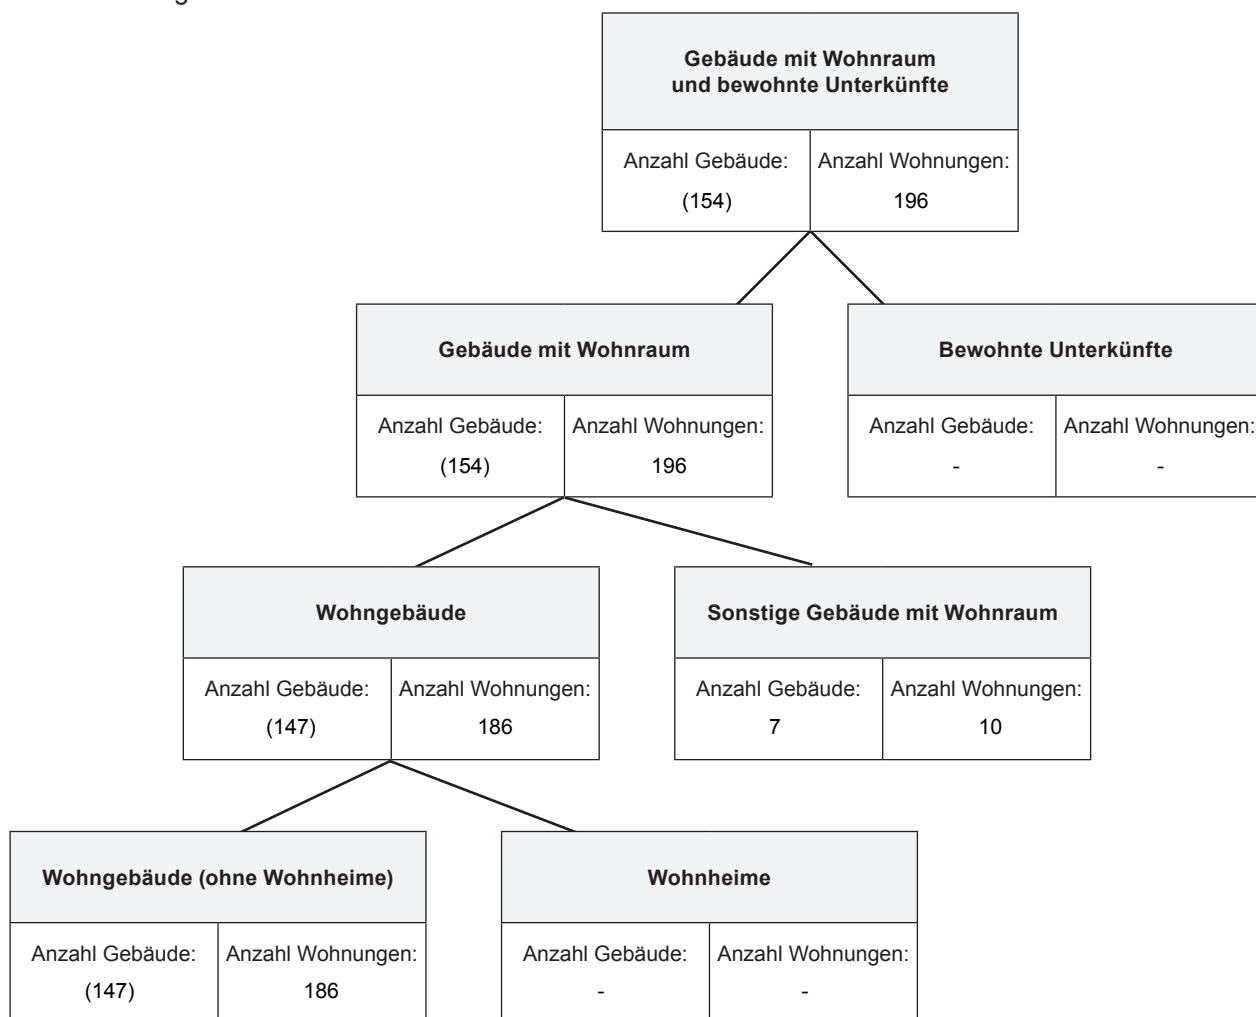 Gebäude mit Wohnraum
und bewohnte Unterkünfte
Anzahl Gebäude: Anzahl Wohnungen:
(154) 196
Gebäude mit Wohnraum
Anzahl Gebäude: Anzahl Wohnungen:
(154) 196
Bewohnte Unterkünfte
Anzahl Gebäude: Anzahl Wohnungen:
- -
Wohngebäude
Anzahl Gebäude: Anzahl Wohnungen:
(147) 186
Sonstige Gebäude mit Wohnraum
Anzahl Gebäude: Anzahl Wohnungen:
7 10
Wohngebäude (ohne Wohnheime)
Anzahl Gebäude: Anzahl Wohnungen:
(147) 186
Wohnheime
Anzahl Gebäude: Anzahl Wohnungen:
- -